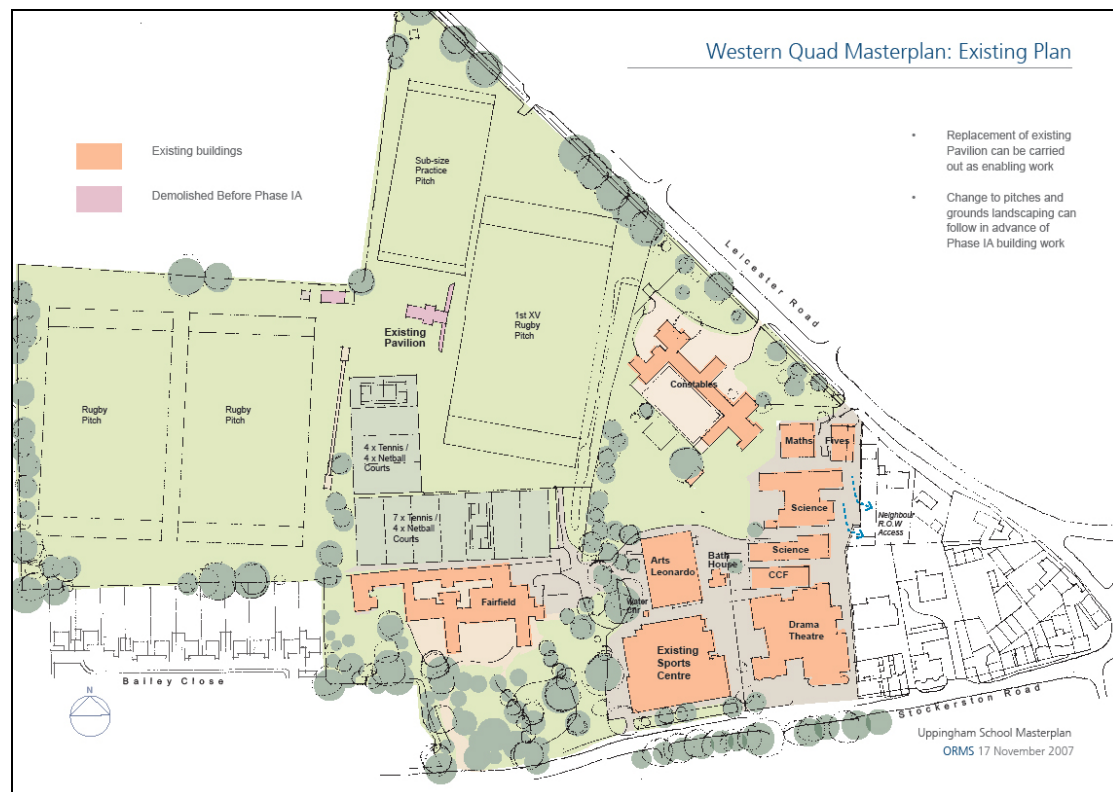 Western Quad Masterplan: Existing Plan
Existing buildings
Demolished Before Phase IA
• Replacement of existing
Pavilion can be carried
out as enabling work
• Change to pitches and
grounds landscaping can
follow in advance of
Phase IA building work
Sub-size
Practice
Pitch
Leicester Road
1st XV
Rugby
Pitch
Existing
Pavilion
Constables
Rugby
Pitch
Rugby
Pitch
4 x Tennis /
4 x Netball
Courts
Maths
Fives
7 x Tennis /
4 x Netball
Courts
Science
Neighbour
R.O.W
Access
Science
Arts
Leonardo
Bath
House
CCF
Fairfield
Water
Drama
Theatre
Existing
Sports
Centre
Bailey Close
N
Stockerston Road
Uppingham School Masterplan
ORMS 17 November 2007